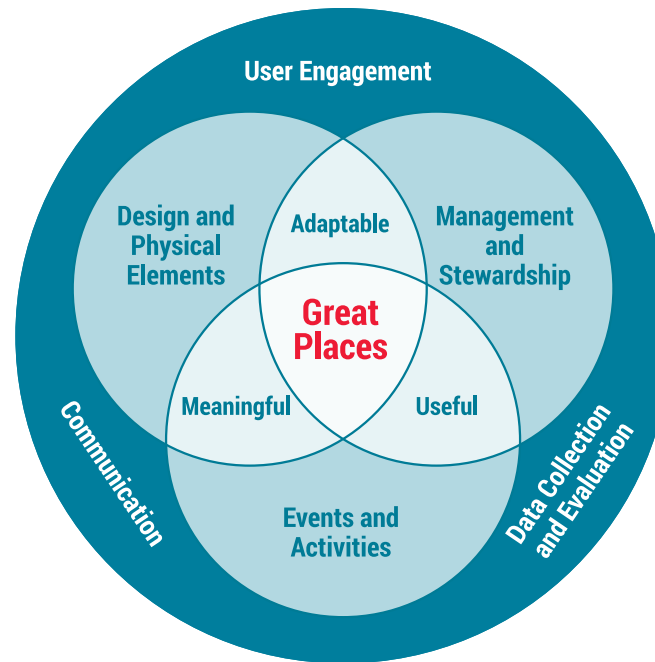 User Engagement
Design and
Physical
Elements
Adaptable
Management
and
Stewardship
Great
Places
Meaningful
Useful
Communication
Data Collection
and Evaluation
Events and
Activities